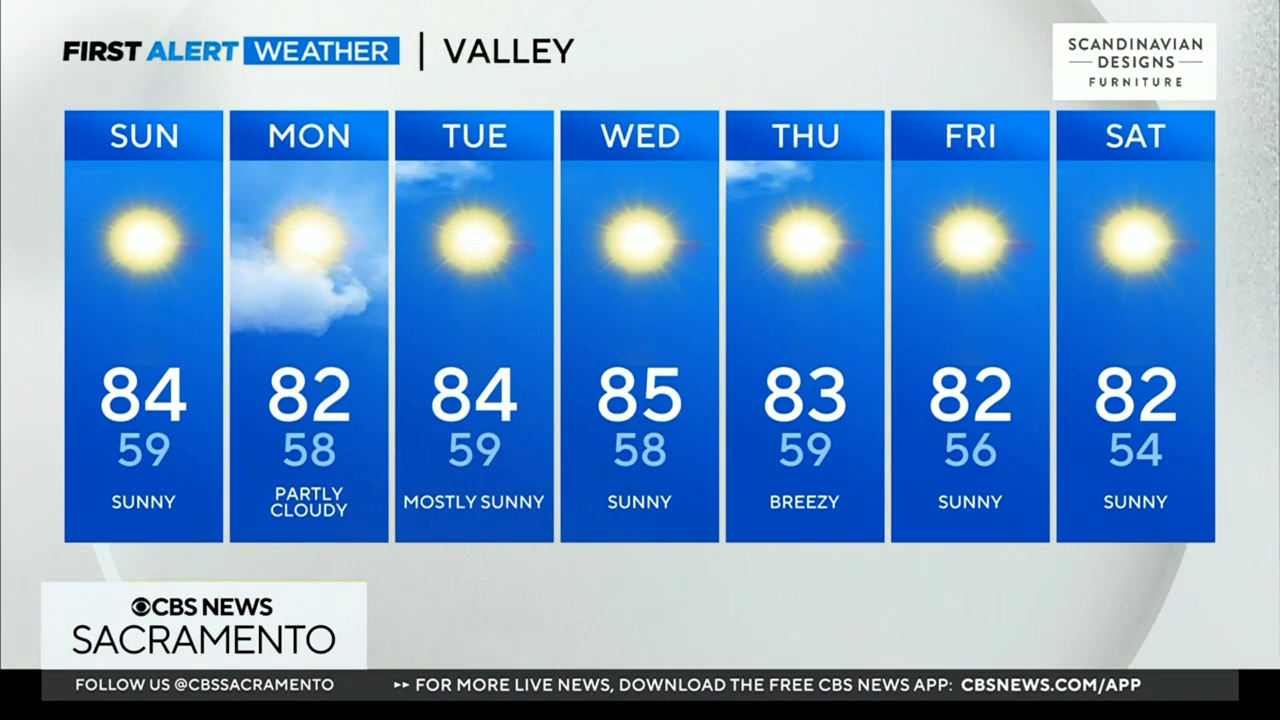 FIRST ALERT WEATHER | VALLEY
SCANDINAVIAN
DESIGNS
FURNITURE
SUN MON TUE WED THU FRI SAT
84 82 84 85 83 82 82
59 58 59 58 59 56 54
SUNNY PARTLY CLOUDY MOSTLY SUNNY SUNNY BREEZY SUNNY SUNNY
CBS NEWS
SACRAMENTO
FOLLOW US @CBSSACRAMENTO FOR MORE LIVE NEWS, DOWNLOAD THE FREE CBS NEWS APP: CBSNEWS.COM/APP